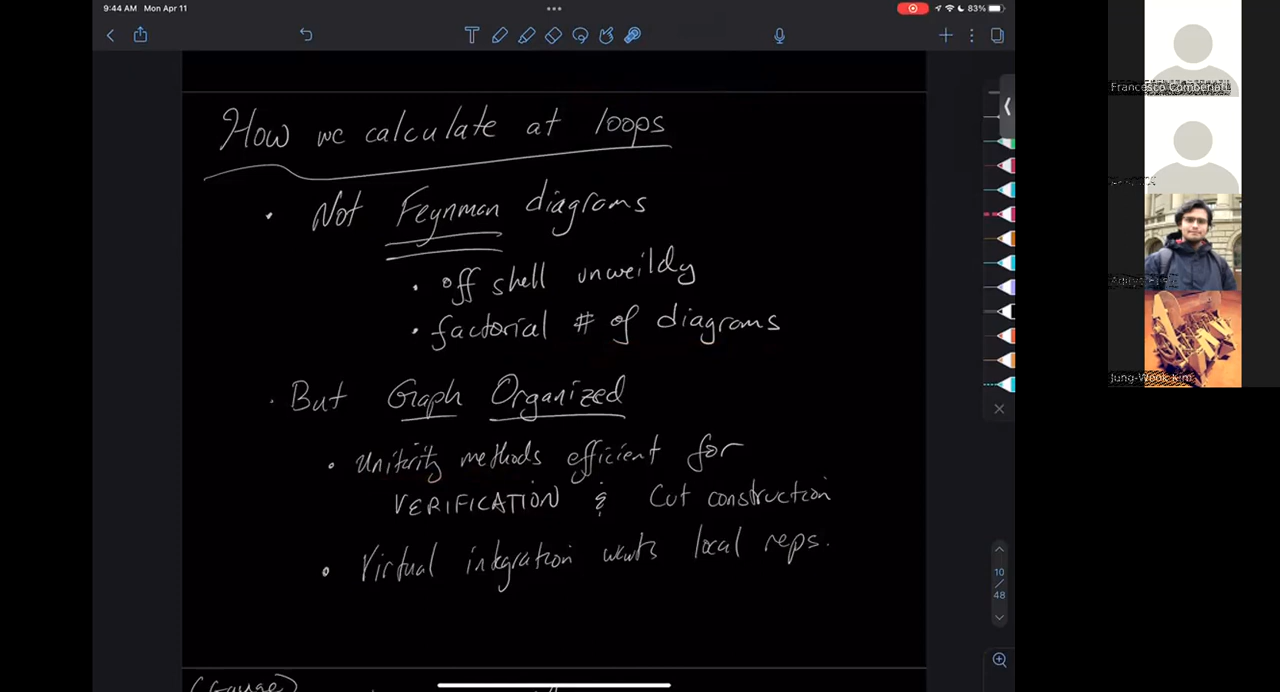 9:44 AM Mon Apr 11
83%
How we calculate at loops
• Not Feynman diagrams
• off shell unweildy
• factorial # of diagrams
• But Graph Organized
• Unitarity methods efficient for
VERIFICATION & Cut construction
• Virtual integration wants local reps.
(Gauge)
10
/
48
Francesco Comberiati
Jung-Wook Kim